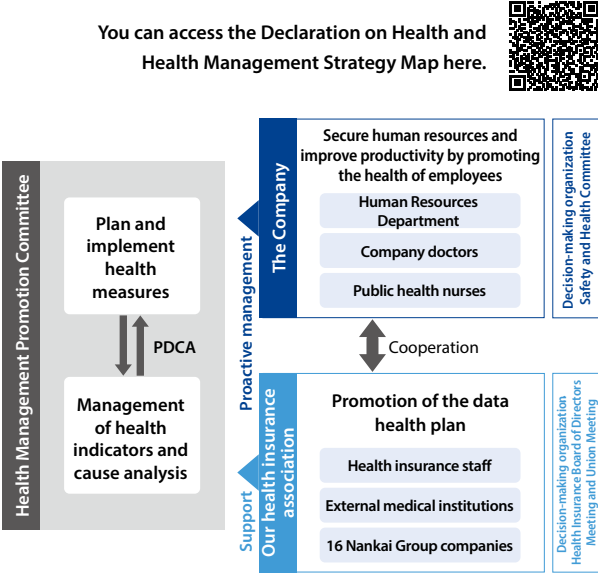 You can access the Declaration on Health and
Health Management Strategy Map here.
Health Management Promotion Committee
Plan and
implement
health
measures
PDCA
Management
of health
indicators and
cause analysis
Proactive management
Support
The Company
Secure human resources and
improve productivity by promoting
the health of employees
Human Resources
Department
Company doctors
Public health nurses
Decision-making organization
Safety and Health Committee
Cooperation
Our health insurance
association
Promotion of the data
health plan
Health insurance staff
External medical institutions
16 Nankai Group companies
Decision-making organization
Health Insurance Board of Directors
Meeting and Union Meeting